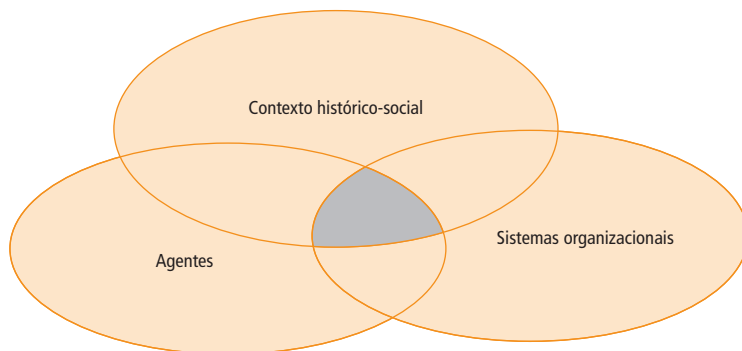 Contexto histórico-social
Sistemas organizacionais
Agentes